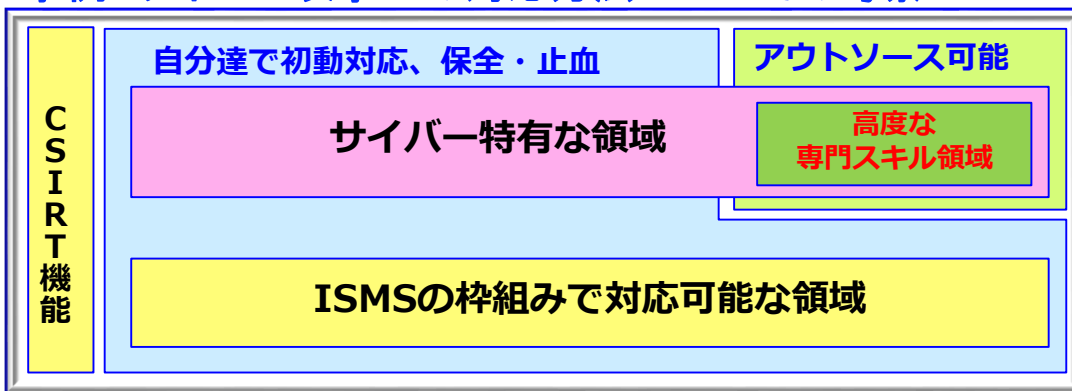 自分達で初動対応、保全・止血
アウトソース可能
CSIRT機能
サイバー特有な領域
高度な
専門スキル領域
ISMSの枠組みで対応可能な領域